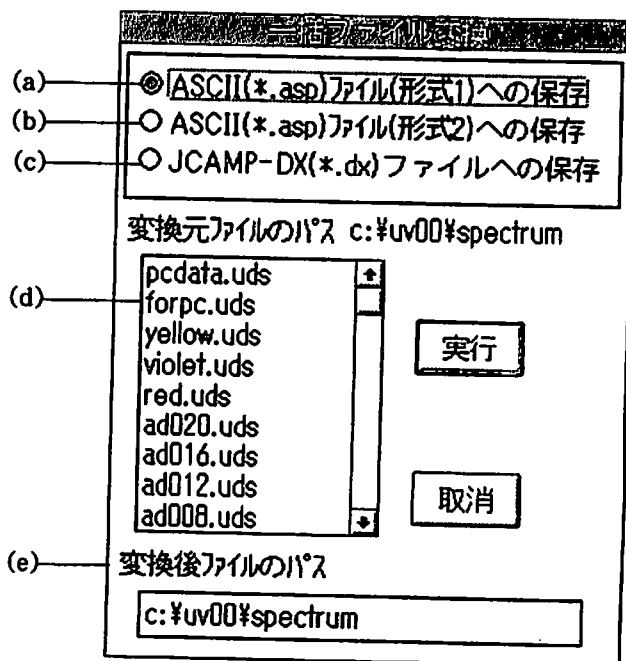 一括ファイル変換
(a) ASCII(*.asp)ファイル(形式1)への保存
(b) ASCII(*.asp)ファイル(形式2)への保存
(c) JCAMP-DX(*.dx)ファイルへの保存
変換元ファイルのパス c:¥uv00¥spectrum
pcdata.uds
(d) forpc.uds
yellow.uds
violet.uds
red.uds
ad020.uds
ad016.uds
ad012.uds
ad008.uds
実行
取消
(e) 変換後ファイルのパス
c:¥uv00¥spectrum